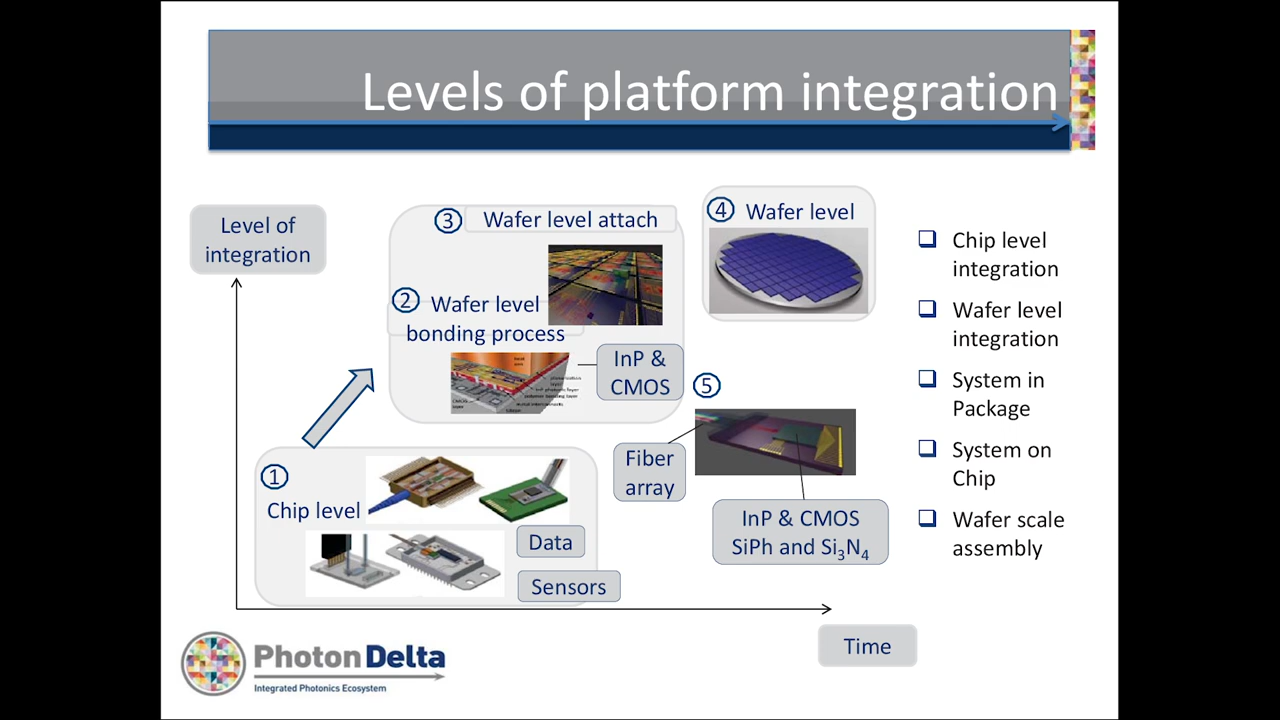 Levels of platform integration
Level of
integration
③ Wafer level attach
② Wafer level
bonding process
InP &
CMOS
④ Wafer level
⑤
Fiber
array
InP & CMOS
SiPh and Si₃N₄
①
Chip level
Data
Sensors
Time
❑ Chip level
integration
❑ Wafer level
integration
❑ System in
Package
❑ System on
Chip
❑ Wafer scale
assembly
PhotonDelta
Integrated Photonics Ecosystem